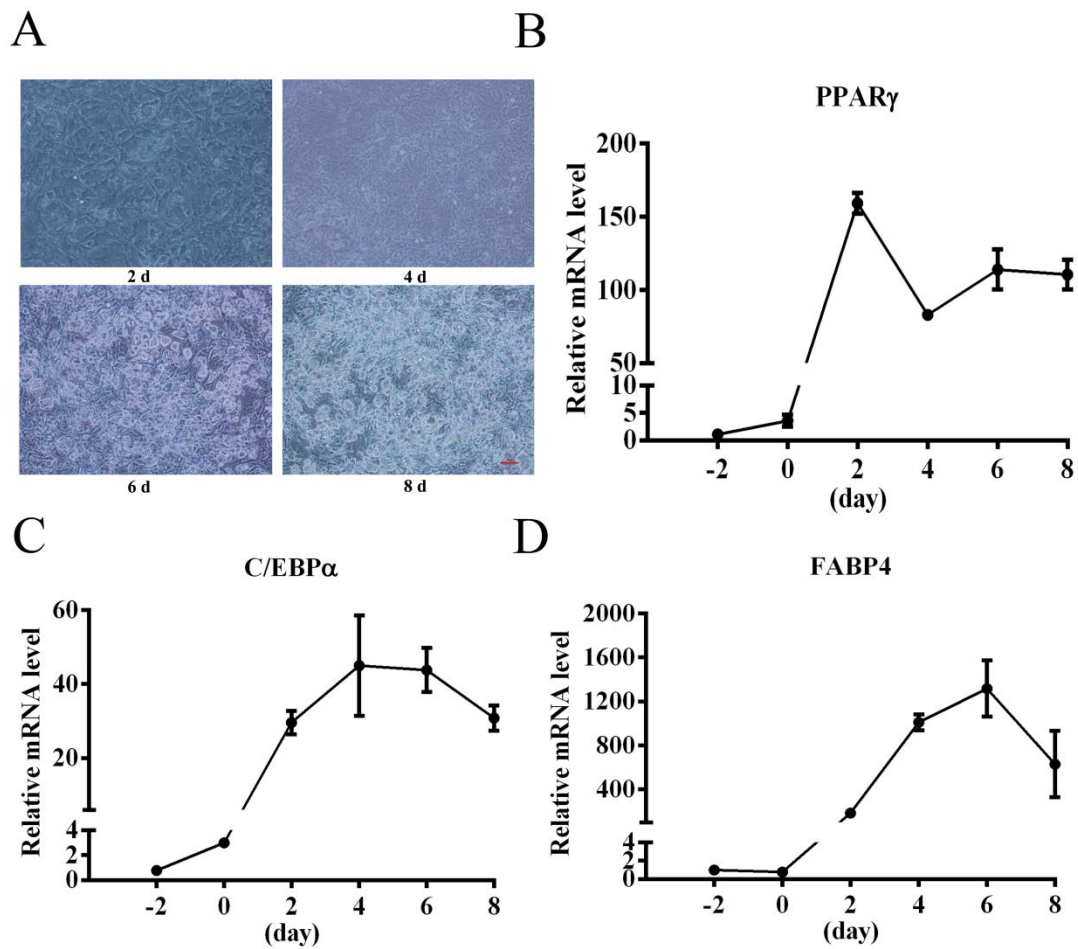 A
2 d
4 d
6 d
8 d
B
PPARγ
Relative mRNA level
200
150
100
50
10
5
0
-2 0 2 4 6 8
(day)
C
C/EBPα
Relative mRNA level
60
40
20
4
2
0
-2 0 2 4 6 8
(day)
D
FABP4
Relative mRNA level
2000
1600
1200
800
400
4
2
0
-2 0 2 4 6 8
(day)